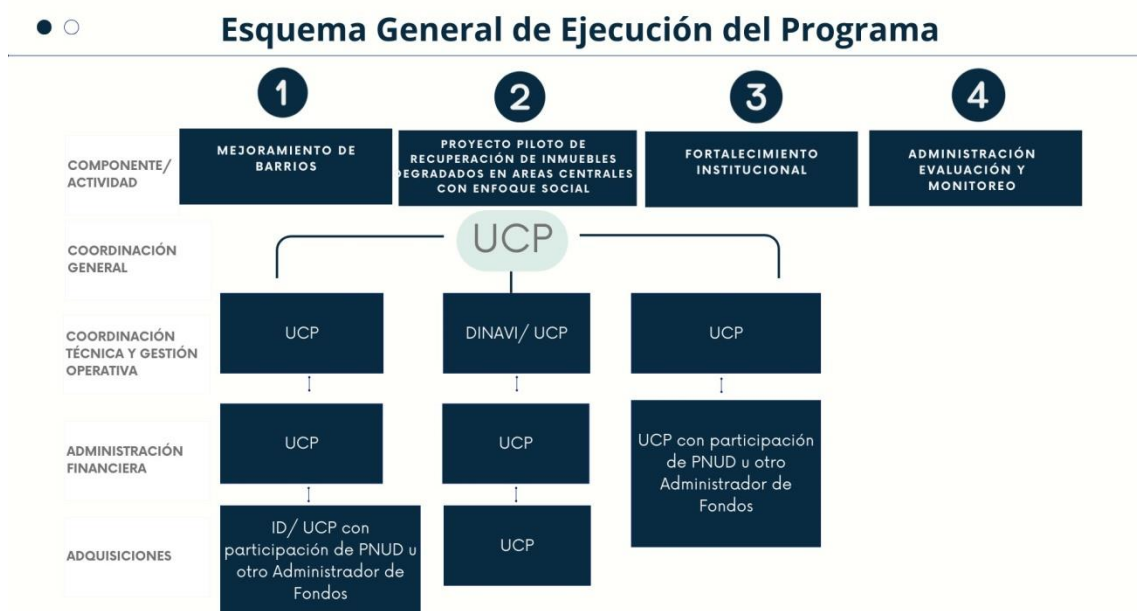 Esquema General de Ejecución del Programa
1
2
3
4
COMPONENTE/
ACTIVIDAD
MEJORAMIENTO DE
BARRIOS
PROYECTO PILOTO DE
RECUPERACIÓN DE INMUEBLES
DEGRADADOS EN AREAS CENTRALES
CON ENFOQUE SOCIAL
FORTALECIMIENTO
INSTITUCIONAL
ADMINISTRACIÓN
EVALUACIÓN Y
MONITOREO
COORDINACIÓN
GENERAL
UCP
COORDINACIÓN
TÉCNICA Y GESTIÓN
OPERATIVA
UCP
DINAVI/ UCP
UCP
ADMINISTRACIÓN
FINANCIERA
UCP
UCP
UCP con participación
de PNUD u otro
Administrador de
Fondos
ADQUISICIONES
ID/ UCP con
participación de PNUD u
otro Administrador de
Fondos
UCP